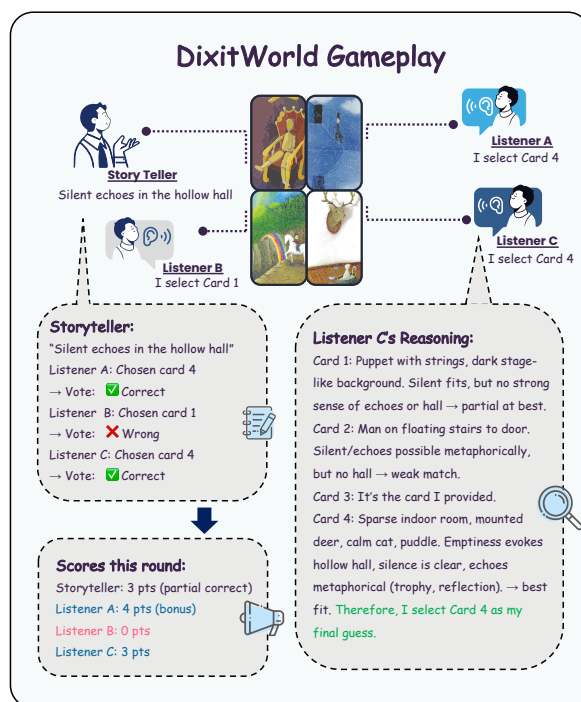 DixitWorld Gameplay
Story Teller
Silent echoes in the hollow hall
Listener A
I select Card 4
Listener B
I select Card 1
Listener C
I select Card 4
Storyteller:
“Silent echoes in the hollow hall”
Listener A: Chosen card 4
→ Vote: ✅ Correct
Listener B: Chosen card 1
→ Vote: ❌ Wrong
Listener C: Chosen card 4
→ Vote: ✅ Correct
Scores this round:
Storyteller: 3 pts (partial correct)
Listener A: 4 pts (bonus)
Listener B: 0 pts
Listener C: 3 pts
Listener C's Reasoning:
Card 1: Puppet with strings, dark stage-
like background. Silent fits, but no strong
sense of echoes or hall → partial at best.
Card 2: Man on floating stairs to door.
Silent/echoes possible metaphorically,
but no hall → weak match.
Card 3: It's the card I provided.
Card 4: Sparse indoor room, mounted
deer, calm cat, puddle. Emptiness evokes
hollow hall, silence is clear, echoes
metaphorical (trophy, reflection). → best
fit. Therefore, I select Card 4 as my
final guess.